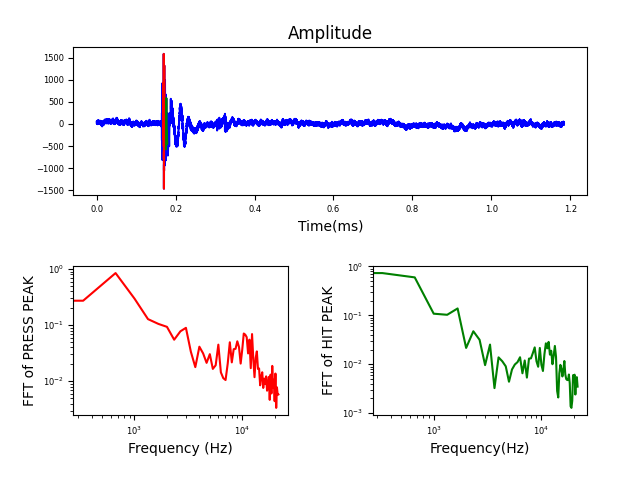 Amplitude
1500
1000
500
0
−500
−1000
−1500
0.0 0.2 0.4 0.6 0.8 1.0 1.2
Time(ms)
FFT of PRESS PEAK
10⁰
10⁻¹
10⁻²
10³ 10⁴
Frequency (Hz)
FFT of HIT PEAK
10⁰
10⁻¹
10⁻²
10⁻³
10³ 10⁴
Frequency(Hz)